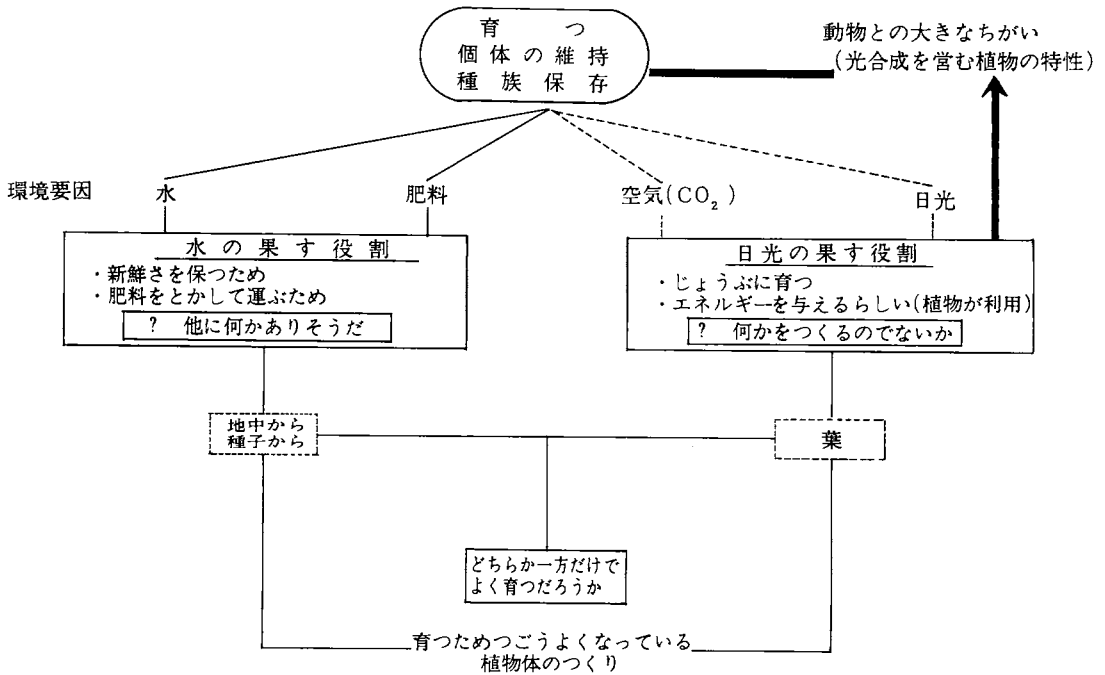 育つ
個体の維持
種族保存
動物との大きなちがい
(光合成を営む植物の特性)
環境要因
水
肥料
空気(CO₂)
日光
水の果す役割
・新鮮さを保つため
・肥料をとかして運ぶため
? 他に何かありそうだ
日光の果す役割
・じょうぶに育つ
・エネルギーを与えるらしい(植物が利用)
? 何かをつくるのでないか
地中から
種子から
葉
どちらか一方だけで
よく育つだろうか
育つためつごうよくなっている
植物体のつくり